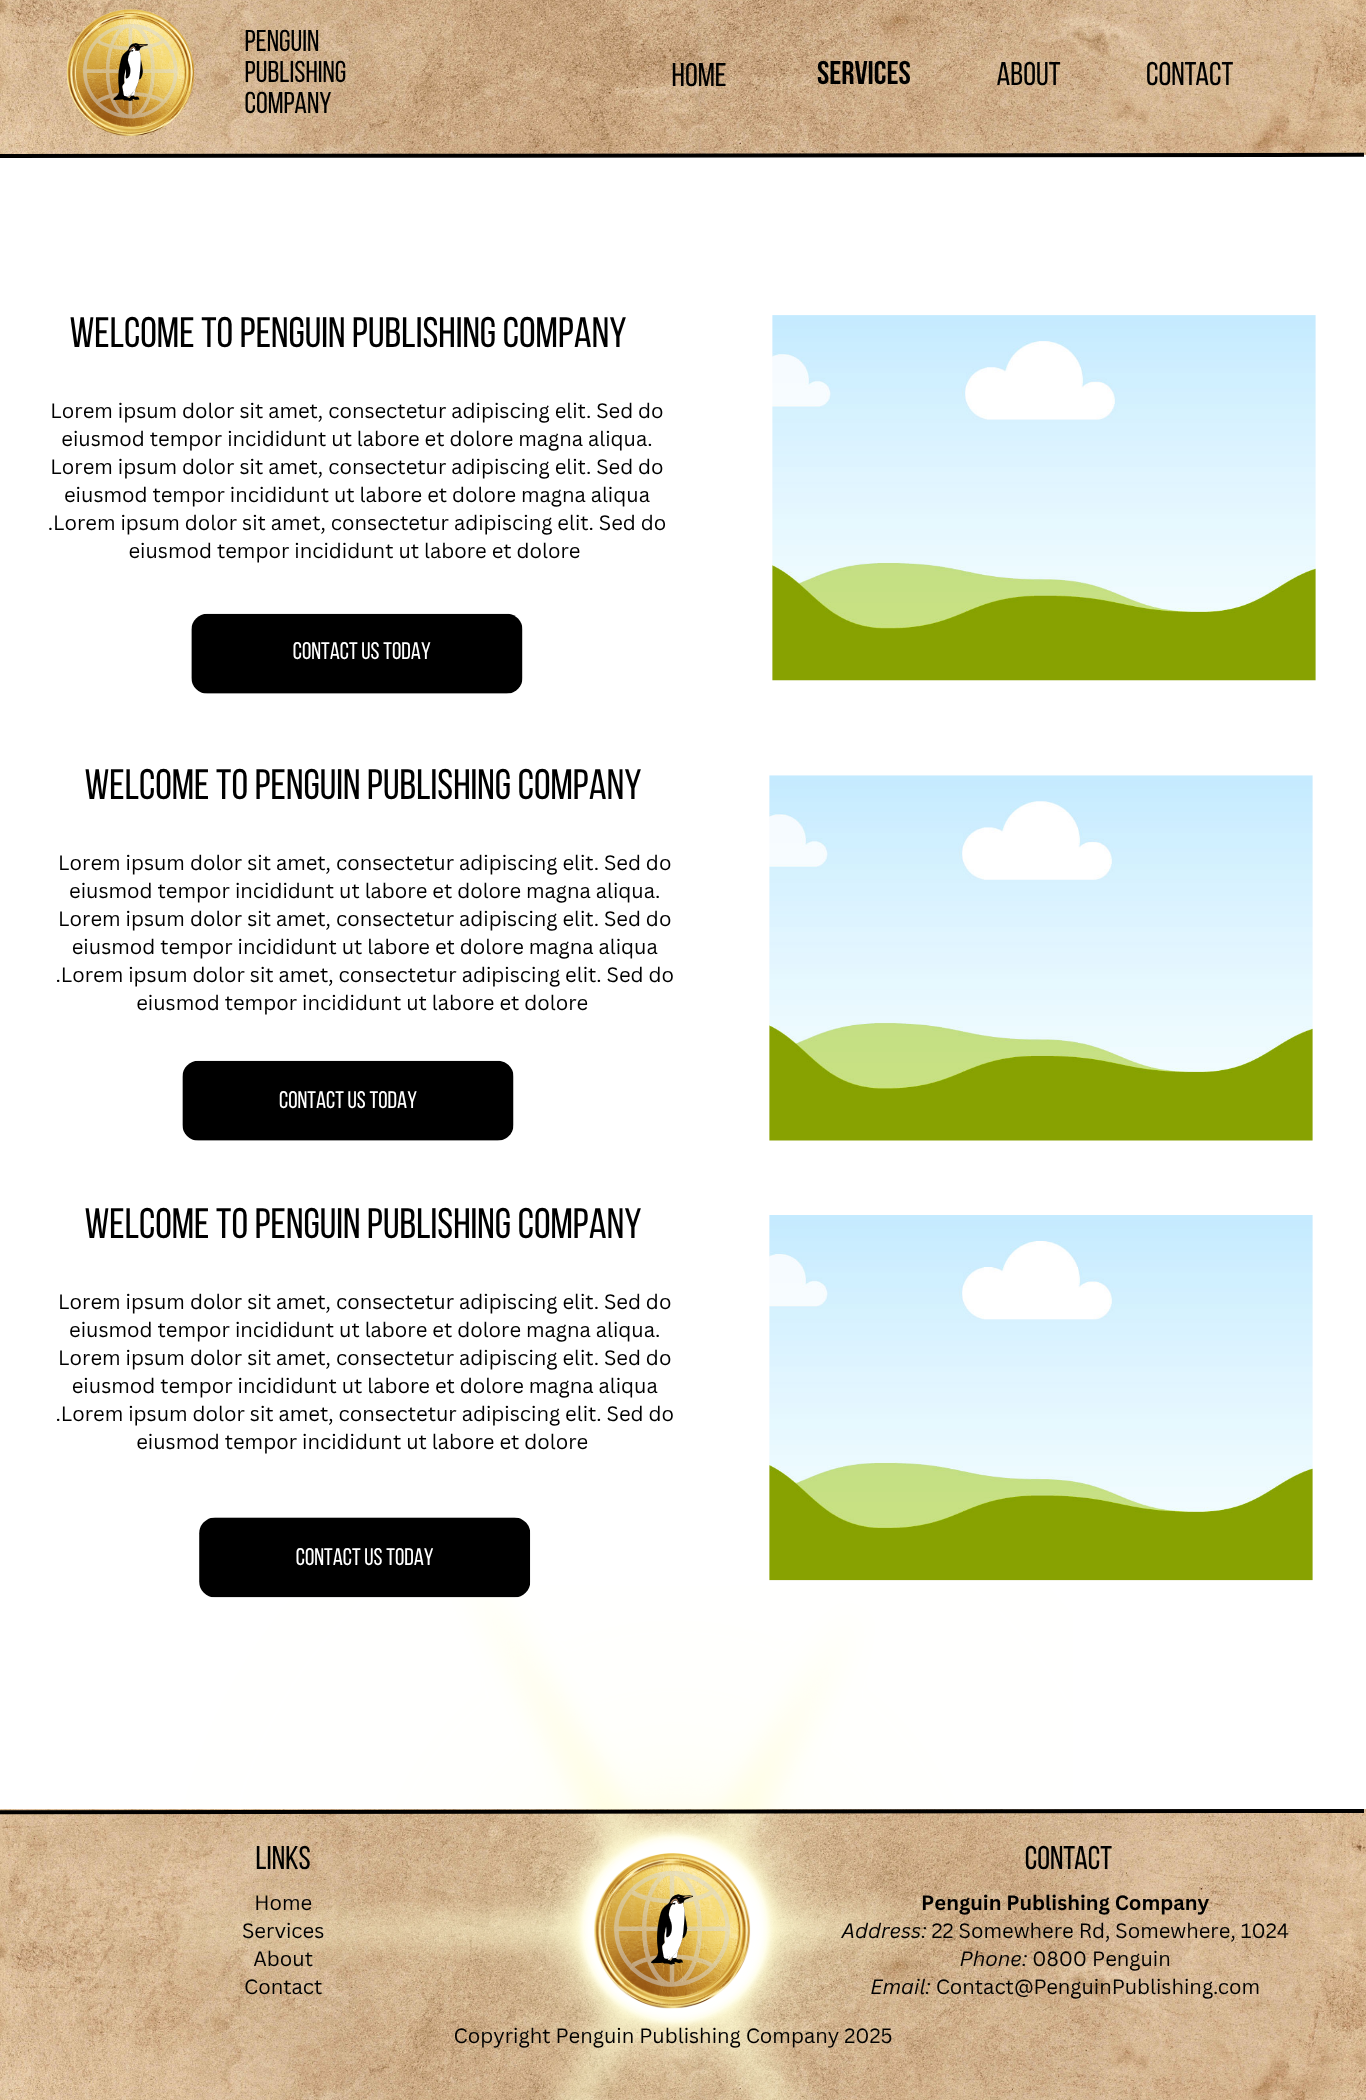 PENGUIN
PUBLISHING
COMPANY
HOME
SERVICES
ABOUT
CONTACT
WELCOME TO PENGUIN PUBLISHING COMPANY
Lorem ipsum dolor sit amet, consectetur adipiscing elit. Sed do
eiusmod tempor incididunt ut labore et dolore magna aliqua.
Lorem ipsum dolor sit amet, consectetur adipiscing elit. Sed do
eiusmod tempor incididunt ut labore et dolore magna aliqua
.Lorem ipsum dolor sit amet, consectetur adipiscing elit. Sed do
eiusmod tempor incididunt ut labore et dolore
CONTACT US TODAY
WELCOME TO PENGUIN PUBLISHING COMPANY
Lorem ipsum dolor sit amet, consectetur adipiscing elit. Sed do
eiusmod tempor incididunt ut labore et dolore magna aliqua.
Lorem ipsum dolor sit amet, consectetur adipiscing elit. Sed do
eiusmod tempor incididunt ut labore et dolore magna aliqua
.Lorem ipsum dolor sit amet, consectetur adipiscing elit. Sed do
eiusmod tempor incididunt ut labore et dolore
CONTACT US TODAY
WELCOME TO PENGUIN PUBLISHING COMPANY
Lorem ipsum dolor sit amet, consectetur adipiscing elit. Sed do
eiusmod tempor incididunt ut labore et dolore magna aliqua.
Lorem ipsum dolor sit amet, consectetur adipiscing elit. Sed do
eiusmod tempor incididunt ut labore et dolore magna aliqua
.Lorem ipsum dolor sit amet, consectetur adipiscing elit. Sed do
eiusmod tempor incididunt ut labore et dolore
CONTACT US TODAY
LINKS
Home
Services
About
Contact
CONTACT
Penguin Publishing Company
Address: 22 Somewhere Rd, Somewhere, 1024
Phone: 0800 Penguin
Email: Contact@PenguinPublishing.com
Copyright Penguin Publishing Company 2025